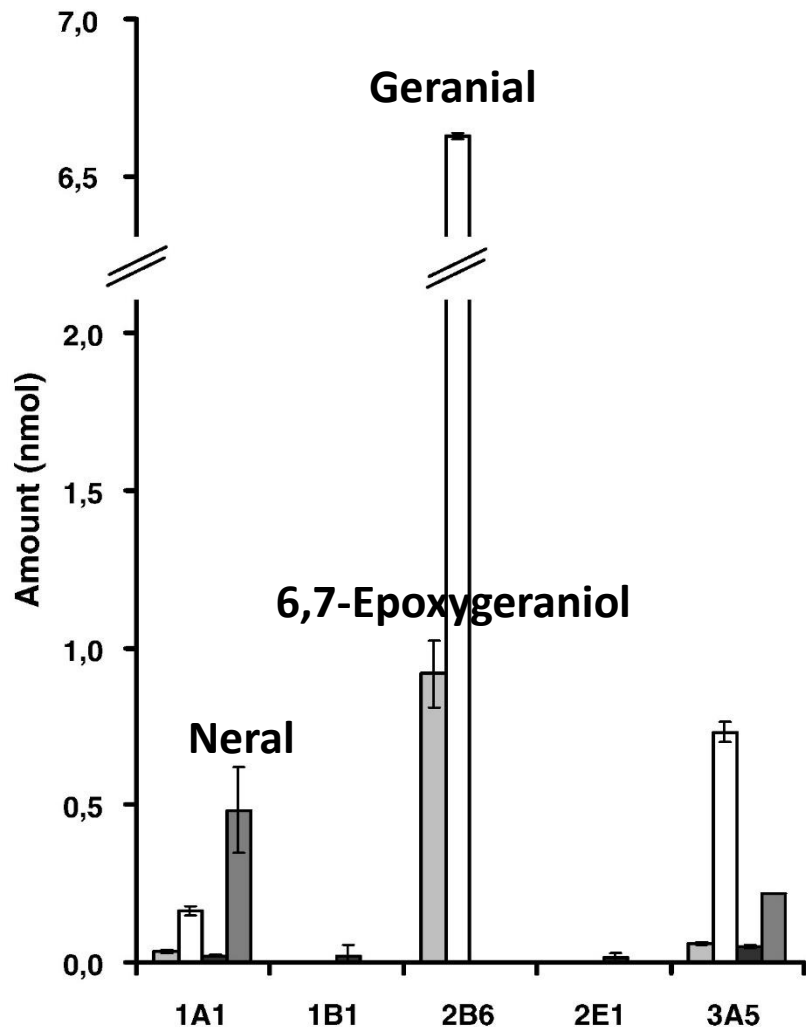 7,0
Geranial
6,5
2,0
Amount (nmol)
1,5
6,7-Epoxygeraniol
1,0
Neral
0,5
0,0
1A1 1B1 2B6 2E1 3A5